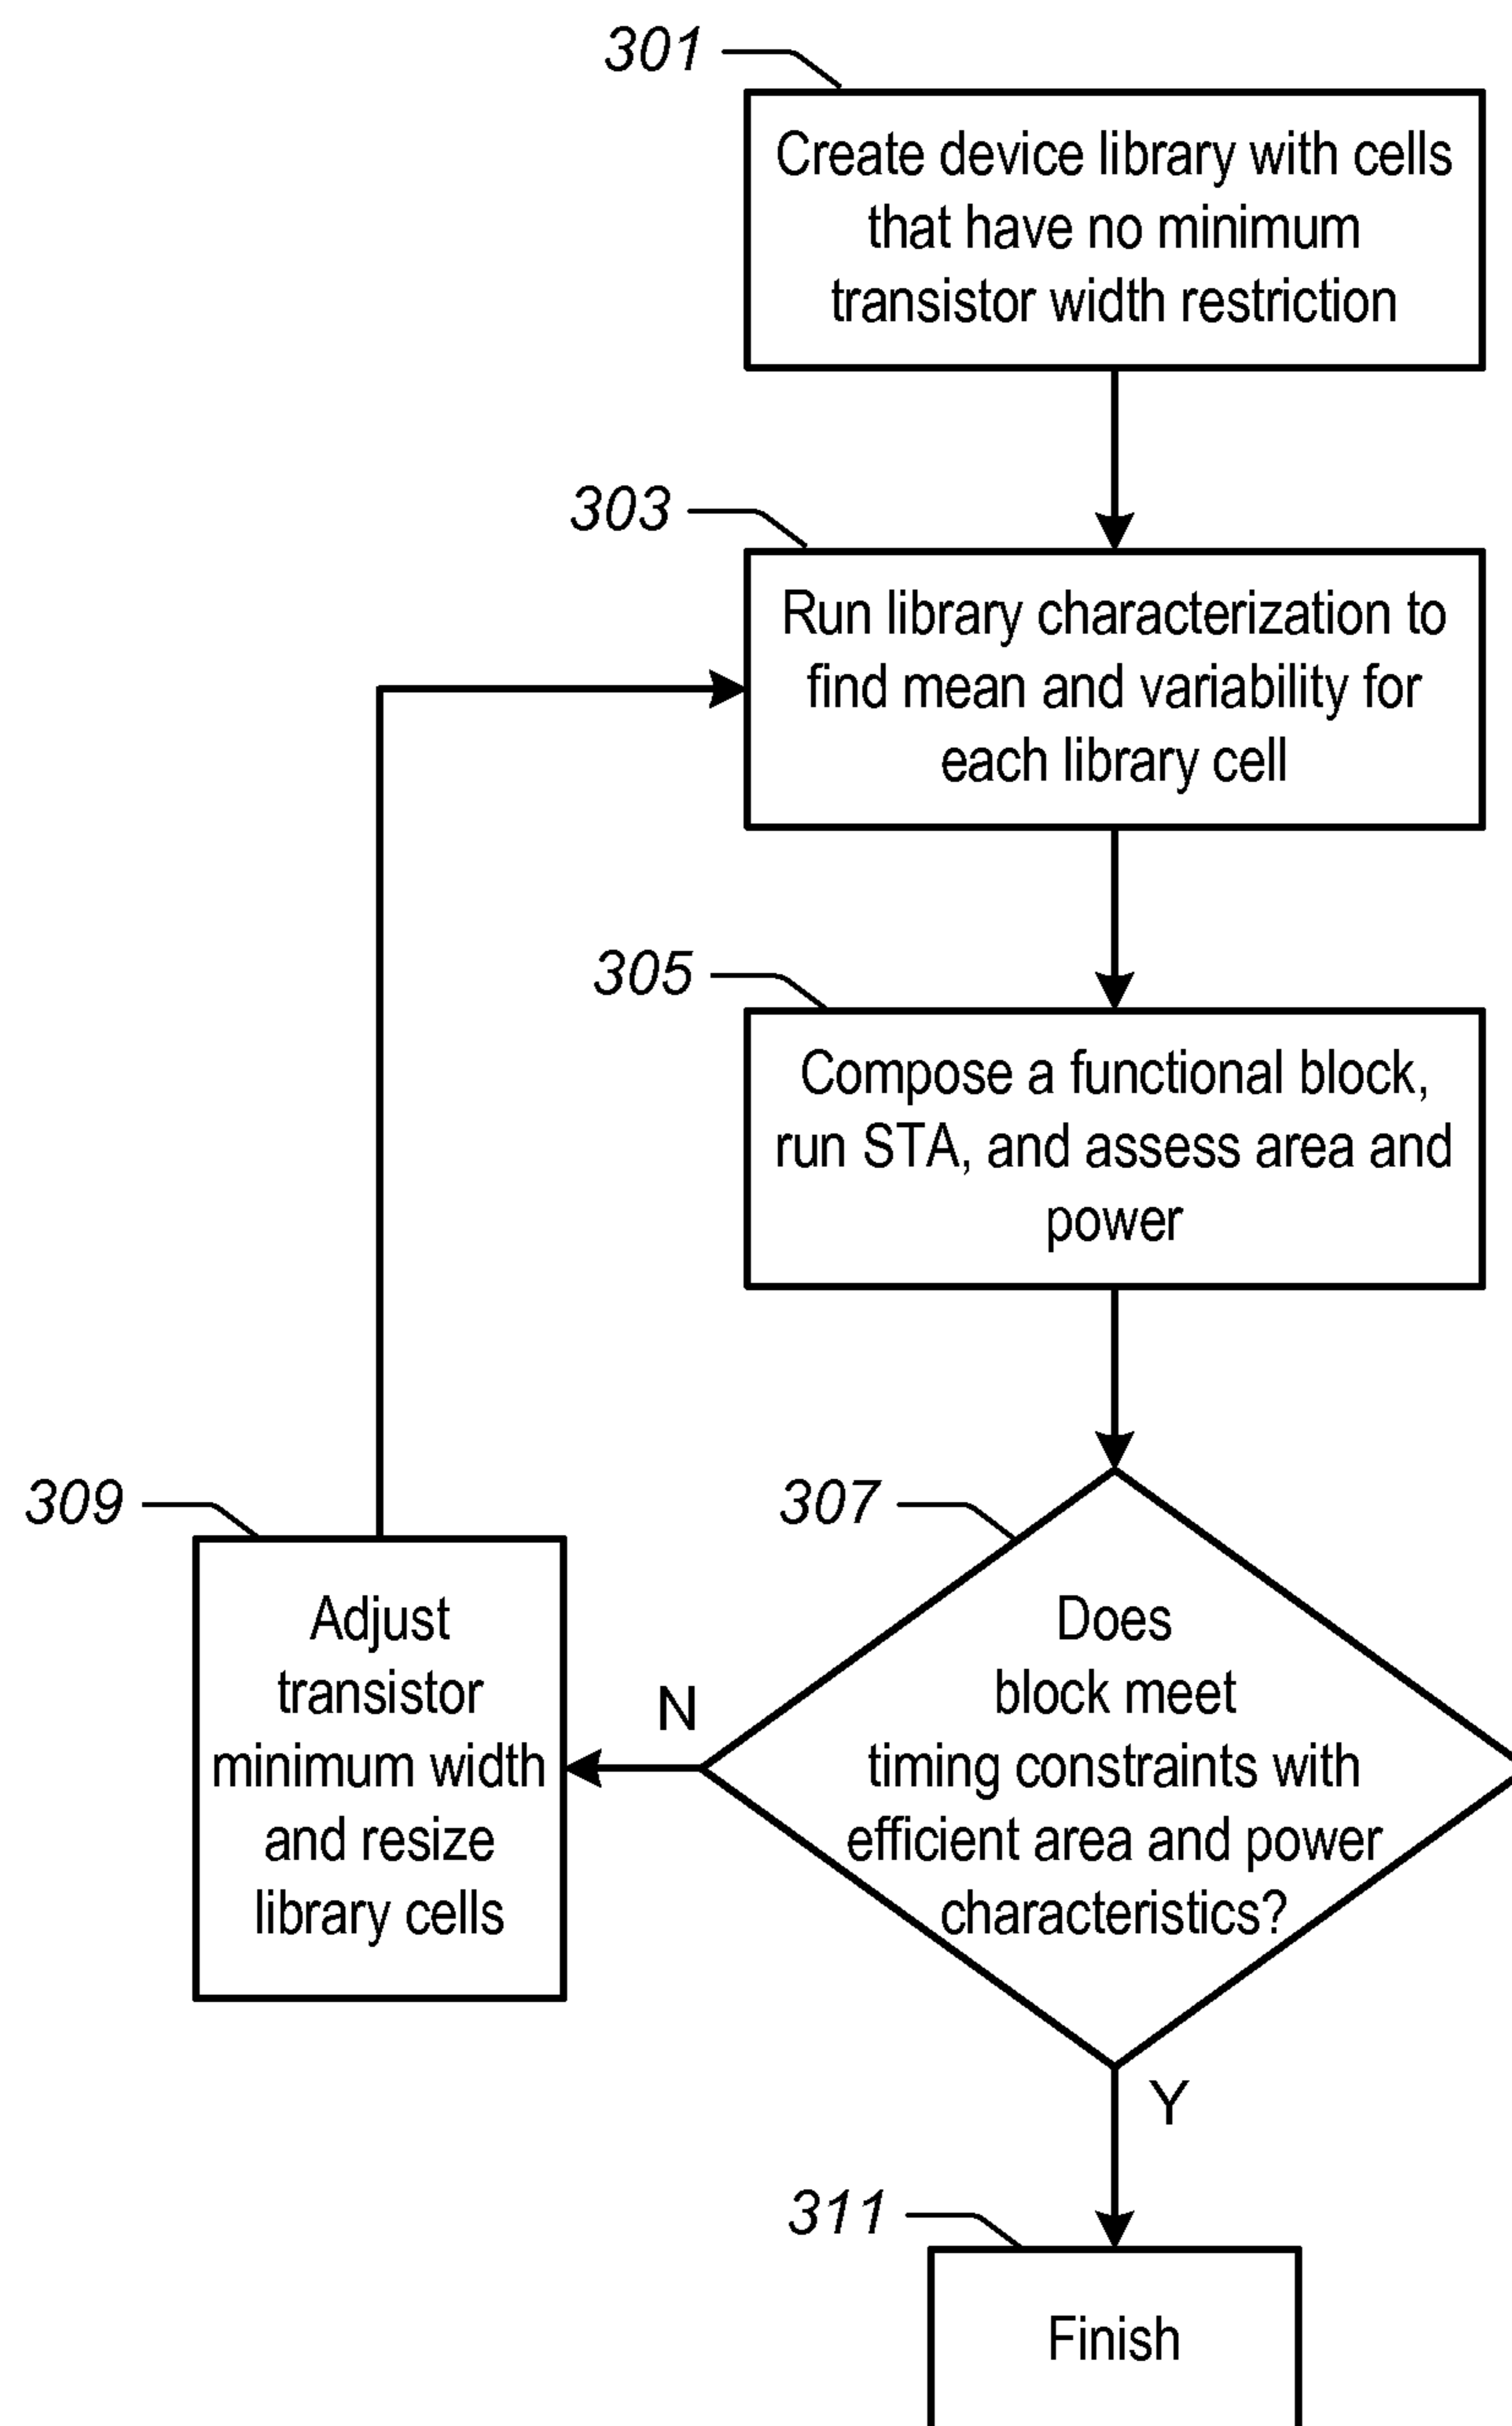 301
Create device library with cells
that have no minimum
transistor width restriction
303
Run library characterization to
find mean and variability for
each library cell
305
Compose a functional block,
run STA, and assess area and
power
307
Does
block meet
timing constraints with
efficient area and power
characteristics?
N
309
Adjust
transistor
minimum width
and resize
library cells
Y
311
Finish